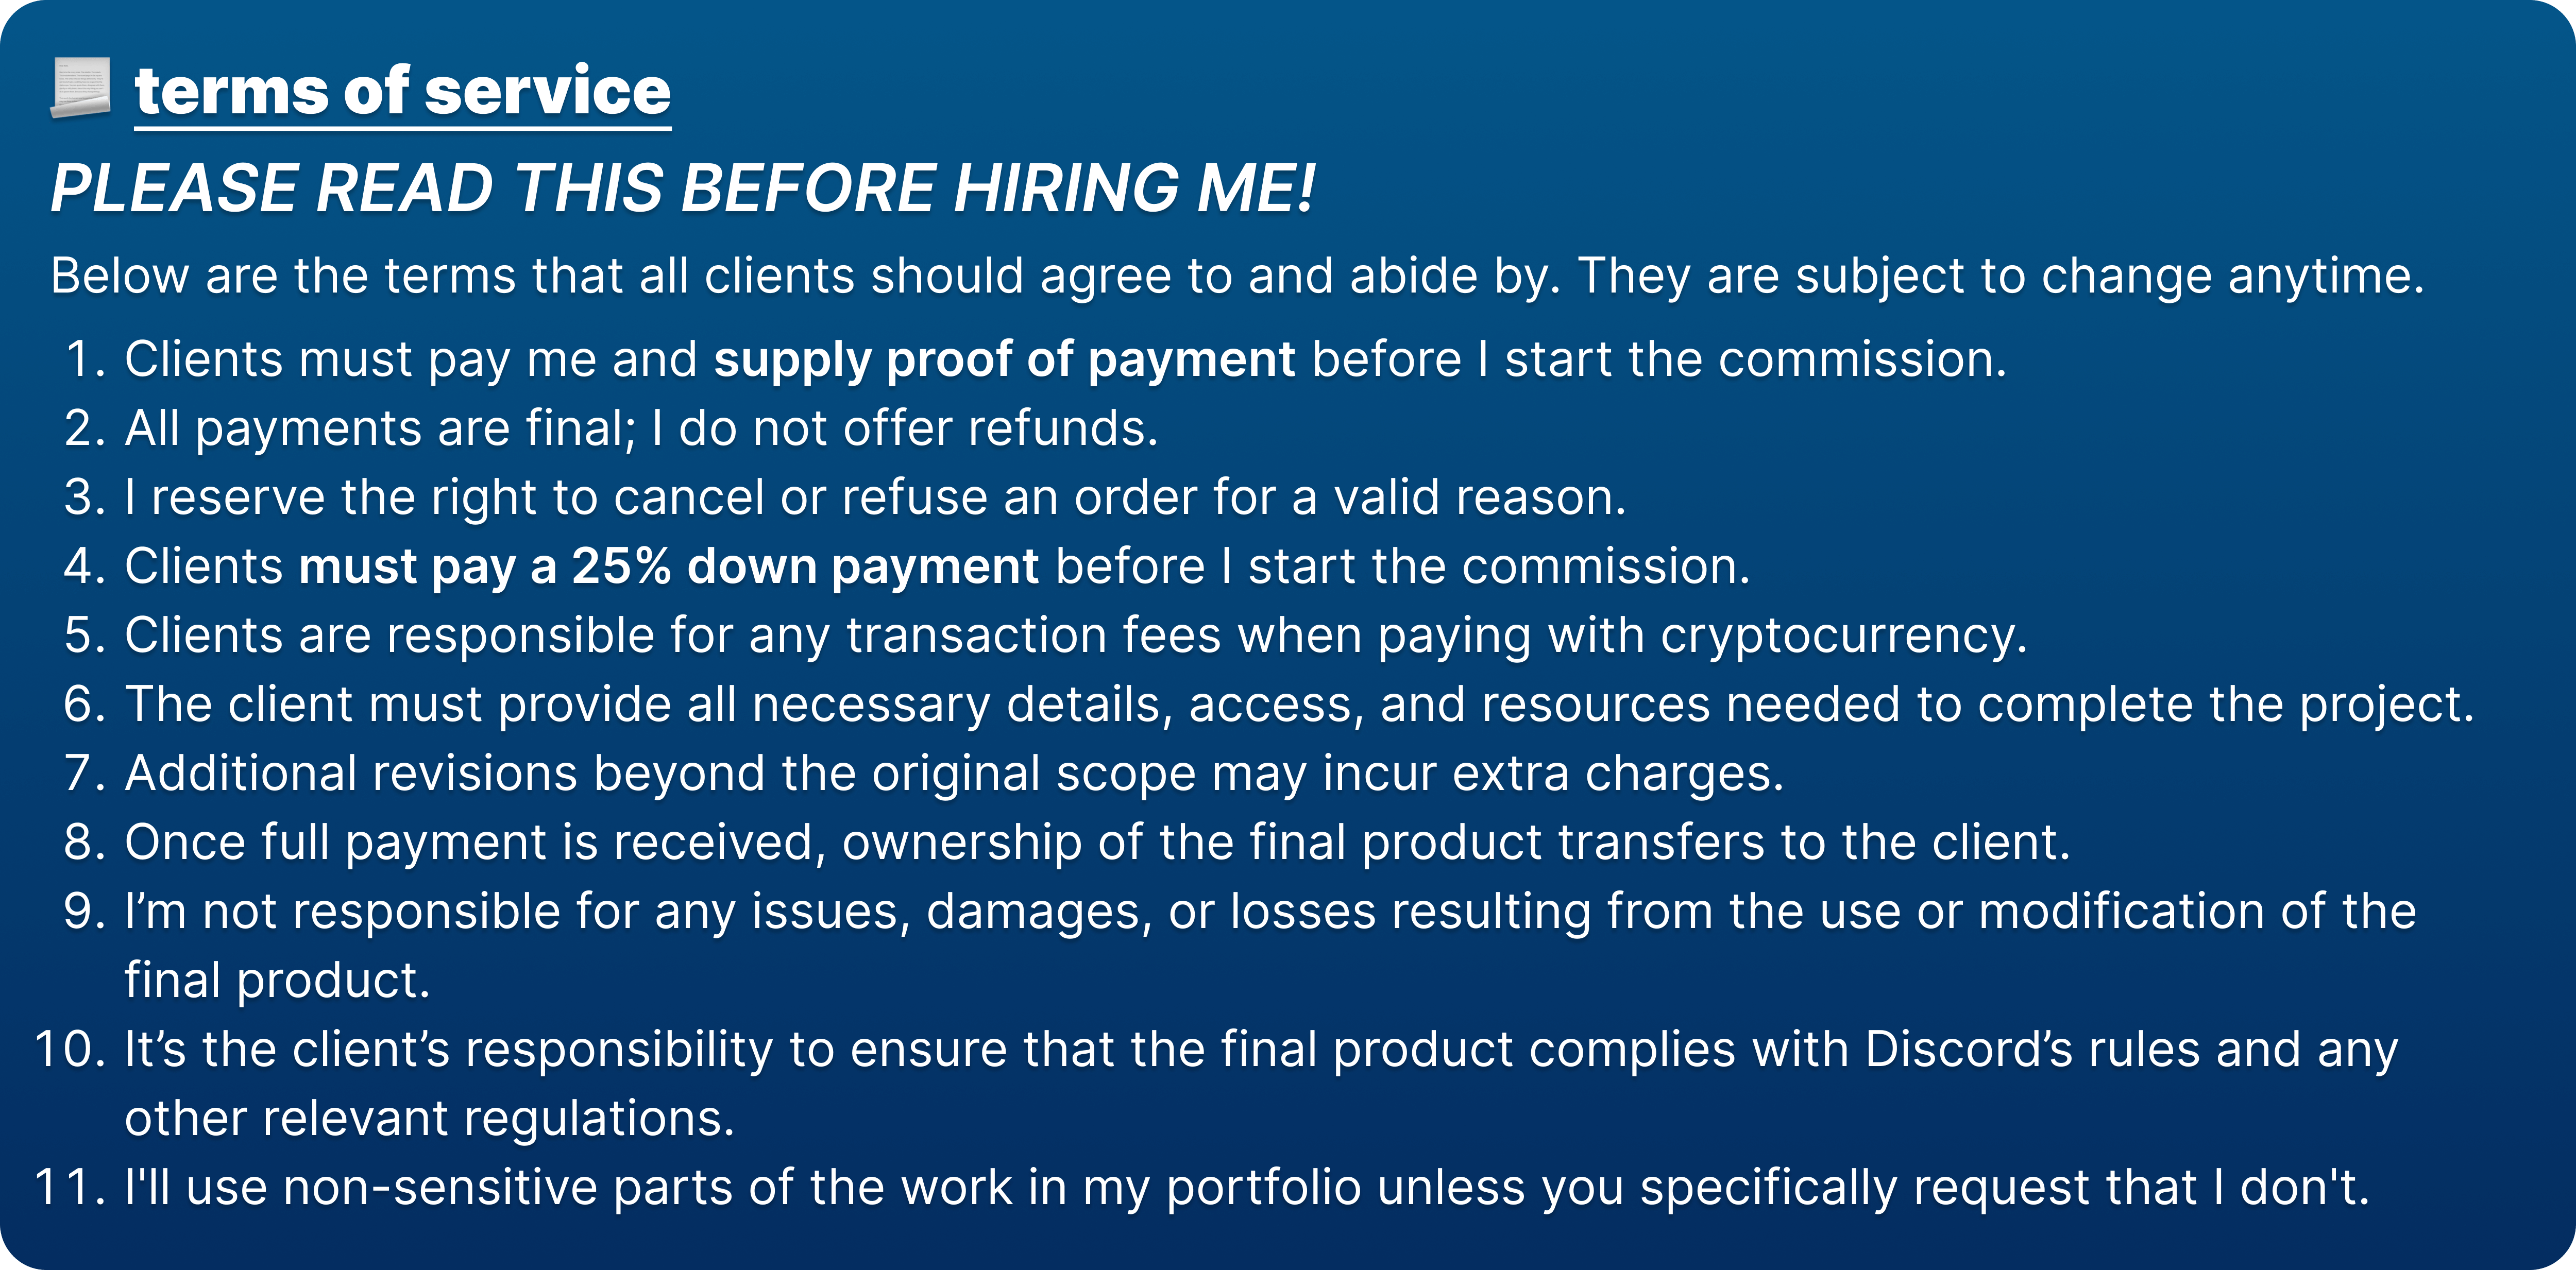 terms of service
PLEASE READ THIS BEFORE HIRING ME!
Below are the terms that all clients should agree to and abide by. They are subject to change anytime.
1. Clients must pay me and supply proof of payment before I start the commission.
2. All payments are final; I do not offer refunds.
3. I reserve the right to cancel or refuse an order for a valid reason.
4. Clients must pay a 25% down payment before I start the commission.
5. Clients are responsible for any transaction fees when paying with cryptocurrency.
6. The client must provide all necessary details, access, and resources needed to complete the project.
7. Additional revisions beyond the original scope may incur extra charges.
8. Once full payment is received, ownership of the final product transfers to the client.
9. I’m not responsible for any issues, damages, or losses resulting from the use or modification of the
final product.
10. It’s the client’s responsibility to ensure that the final product complies with Discord’s rules and any
other relevant regulations.
11. I'll use non-sensitive parts of the work in my portfolio unless you specifically request that I don't.